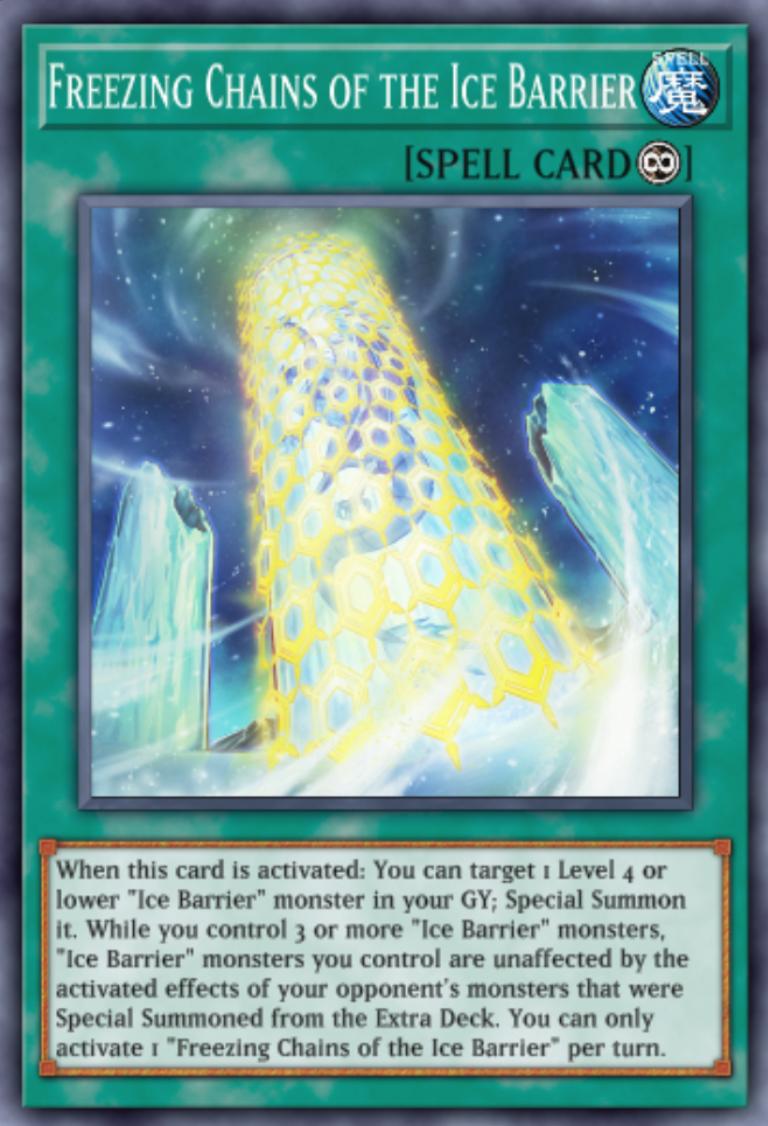 FREEZING CHAINS OF THE ICE BARRIER
SPELL
魔
[SPELL CARD]
When this card is activated: You can target 1 Level 4 or
lower "Ice Barrier" monster in your GY; Special Summon
it. While you control 3 or more "Ice Barrier" monsters,
"Ice Barrier" monsters you control are unaffected by the
activated effects of your opponent's monsters that were
Special Summoned from the Extra Deck. You can only
activate 1 "Freezing Chains of the Ice Barrier" per turn.